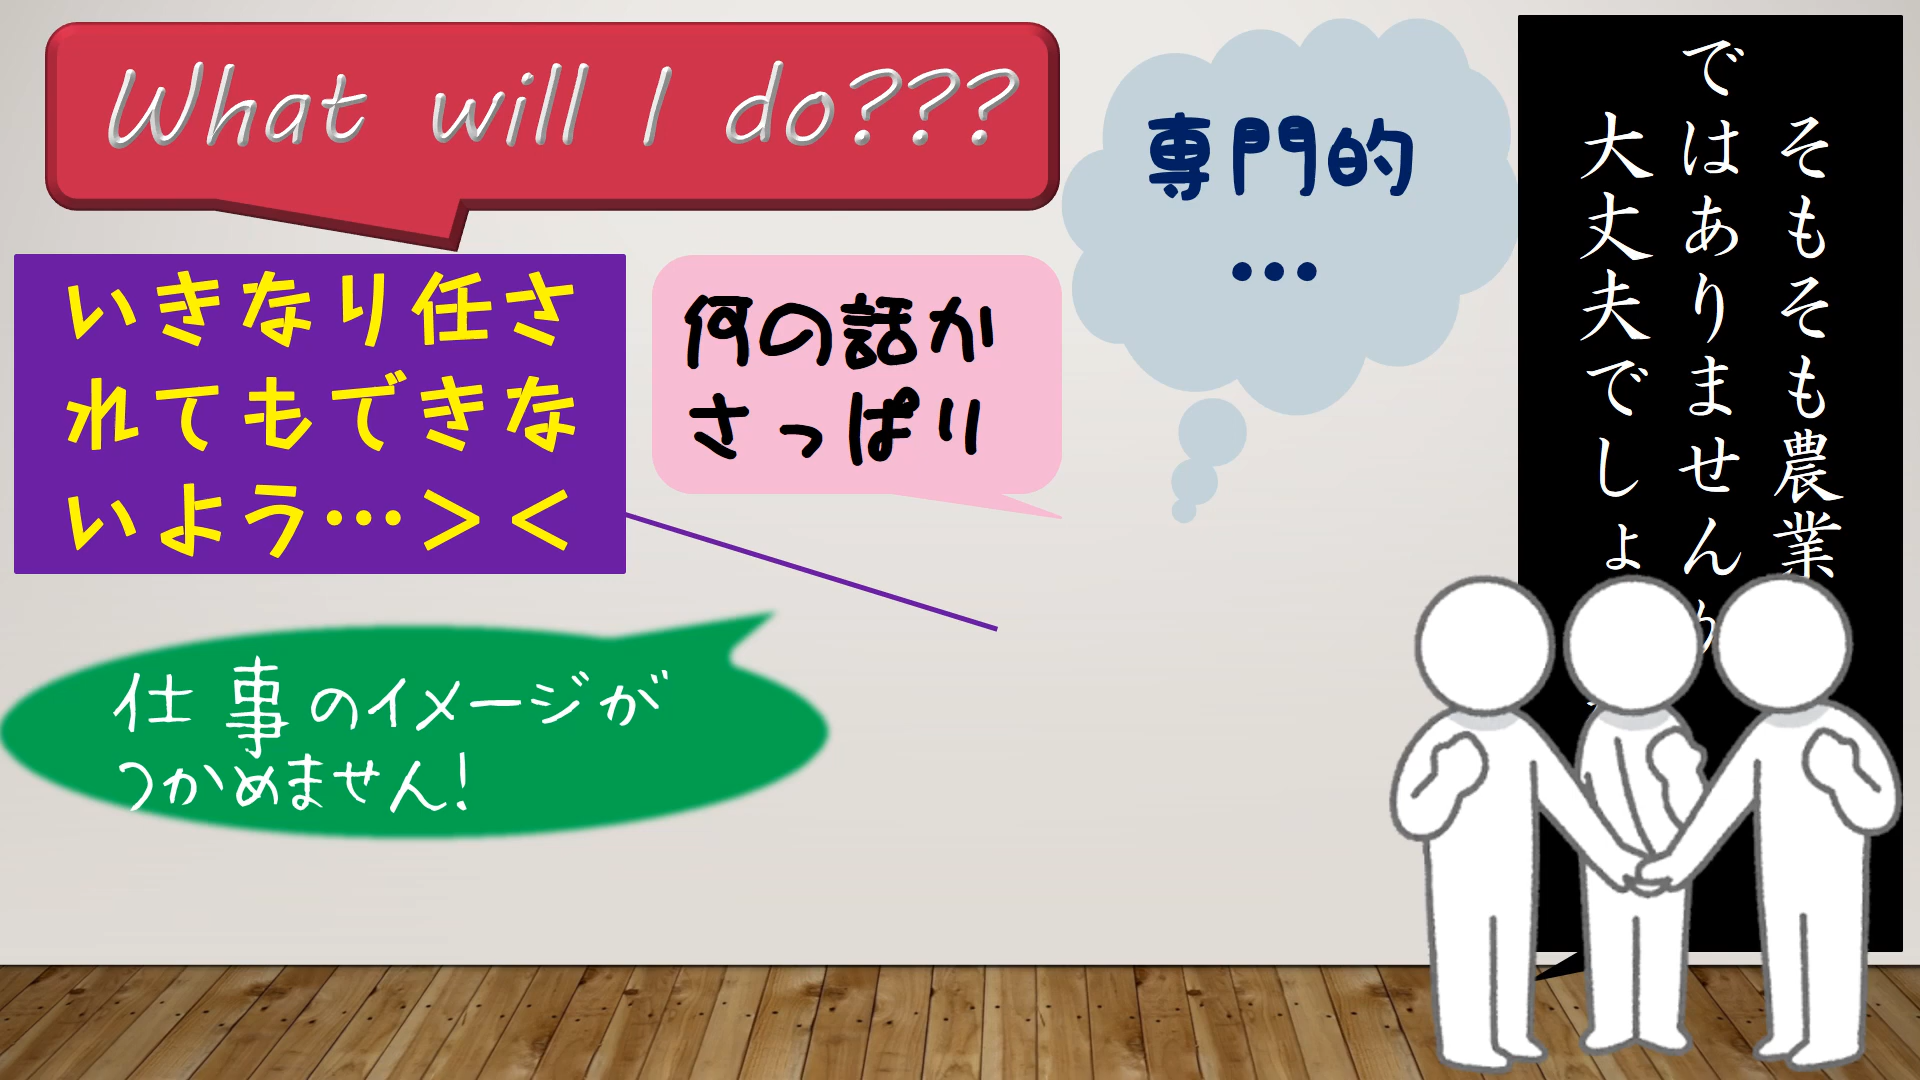 What will I do???
いきなり任さ
れてもできな
いよう…＞＜
何の話か
さっぱり
専門的
…
仕事のイメージが
つかめません!
そもそも農業
ではありません
大丈夫でしょ